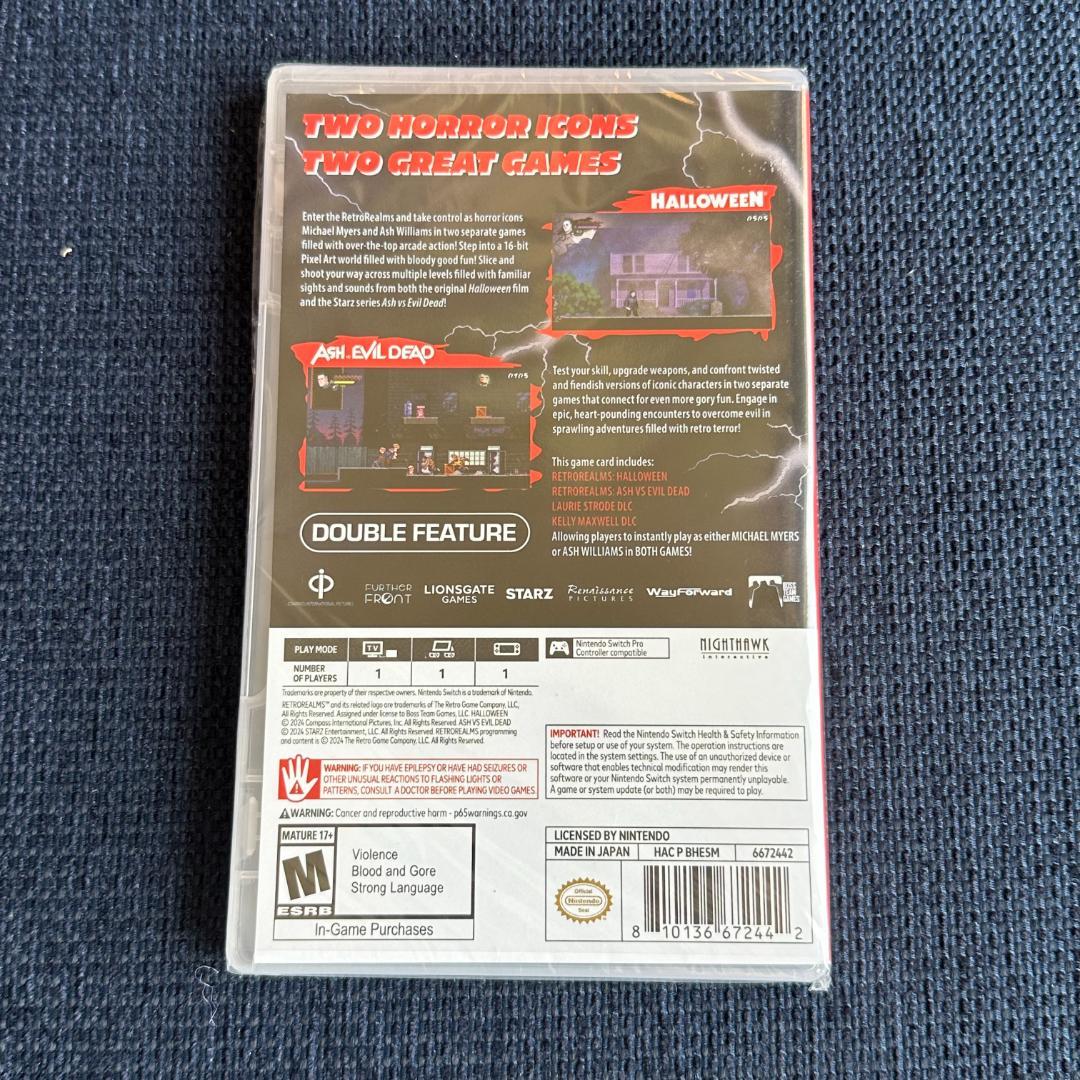 TWO HORROR ICONS
TWO GREAT GAMES
Enter the RetroRealms and take control as horror icons
Michael Myers and Ash Williams in two separate games
filled with over-the-top arcade action! Step into a 16-bit
Pixel Art world filled with bloody good fun! Slice and
shoot your way across multiple levels filled with familiar
sights and sounds from both the original Halloween film
and the Starz series Ash vs Evil Dead!
HALLOWEEN
ASH vs EVIL DEAD
Test your skill, upgrade weapons, and confront twisted
and fiendish versions of iconic characters in two separate
games that connect for even more gory fun. Engage in
epic, heart-pounding encounters to overcome evil in
sprawling adventures filled with retro terror!
This game card includes:
RETROREALMS: HALLOWEEN
RETROREALMS: ASH VS EVIL DEAD
LAURIE STRODE DLC
KELLY MAXWELL DLC
Allowing players to instantly play as either MICHAEL MYERS
or ASH WILLIAMS in BOTH GAMES!
DOUBLE FEATURE
COMPASS INTERNATIONAL PICTURES
FURTHER
FRONT
LIONSGATE
GAMES
STARZ
Renaissance
PICTURES
WayForward
BOSS
TEAM
GAMES
PLAY MODE
TV
NUMBER
OF PLAYERS
1
1
1
Nintendo Switch Pro
Controller compatible
NIGHTHAWK
interactive
Trademarks are property of their respective owners. Nintendo Switch is a trademark of Nintendo.
RETROREALMS™ and its related logo are trademarks of The Retro Game Company, LLC,
All Rights Reserved. Assigned under license to Boss Team Games, LLC. HALLOWEEN
© 2024 Compass International Pictures, Inc. All Rights Reserved. ASH VS EVIL DEAD
© 2024 STARZ Entertainment, LLC. All Rights Reserved. RETROREALMS programming
and content is © 2024 The Retro Game Company, LLC. All Rights Reserved.
IMPORTANT! Read the Nintendo Switch Health & Safety Information
before setup or use of your system. The operation instructions are
located in the system settings. The use of an unauthorized device or
software that enables technical modification may render this
software or your Nintendo Switch system permanently unplayable.
A game or system update (or both) may be required to play.
WARNING: IF YOU HAVE EPILEPSY OR HAVE HAD SEIZURES OR
OTHER UNUSUAL REACTIONS TO FLASHING LIGHTS OR
PATTERNS, CONSULT A DOCTOR BEFORE PLAYING VIDEO GAMES.
WARNING: Cancer and reproductive harm - p65warnings.ca.gov
MATURE 17+
M
ESRB
Violence
Blood and Gore
Strong Language
In-Game Purchases
LICENSED BY NINTENDO
MADE IN JAPAN
HAC P BHESM
6672442
Official
Nintendo
Seal
8 10136 67244 2